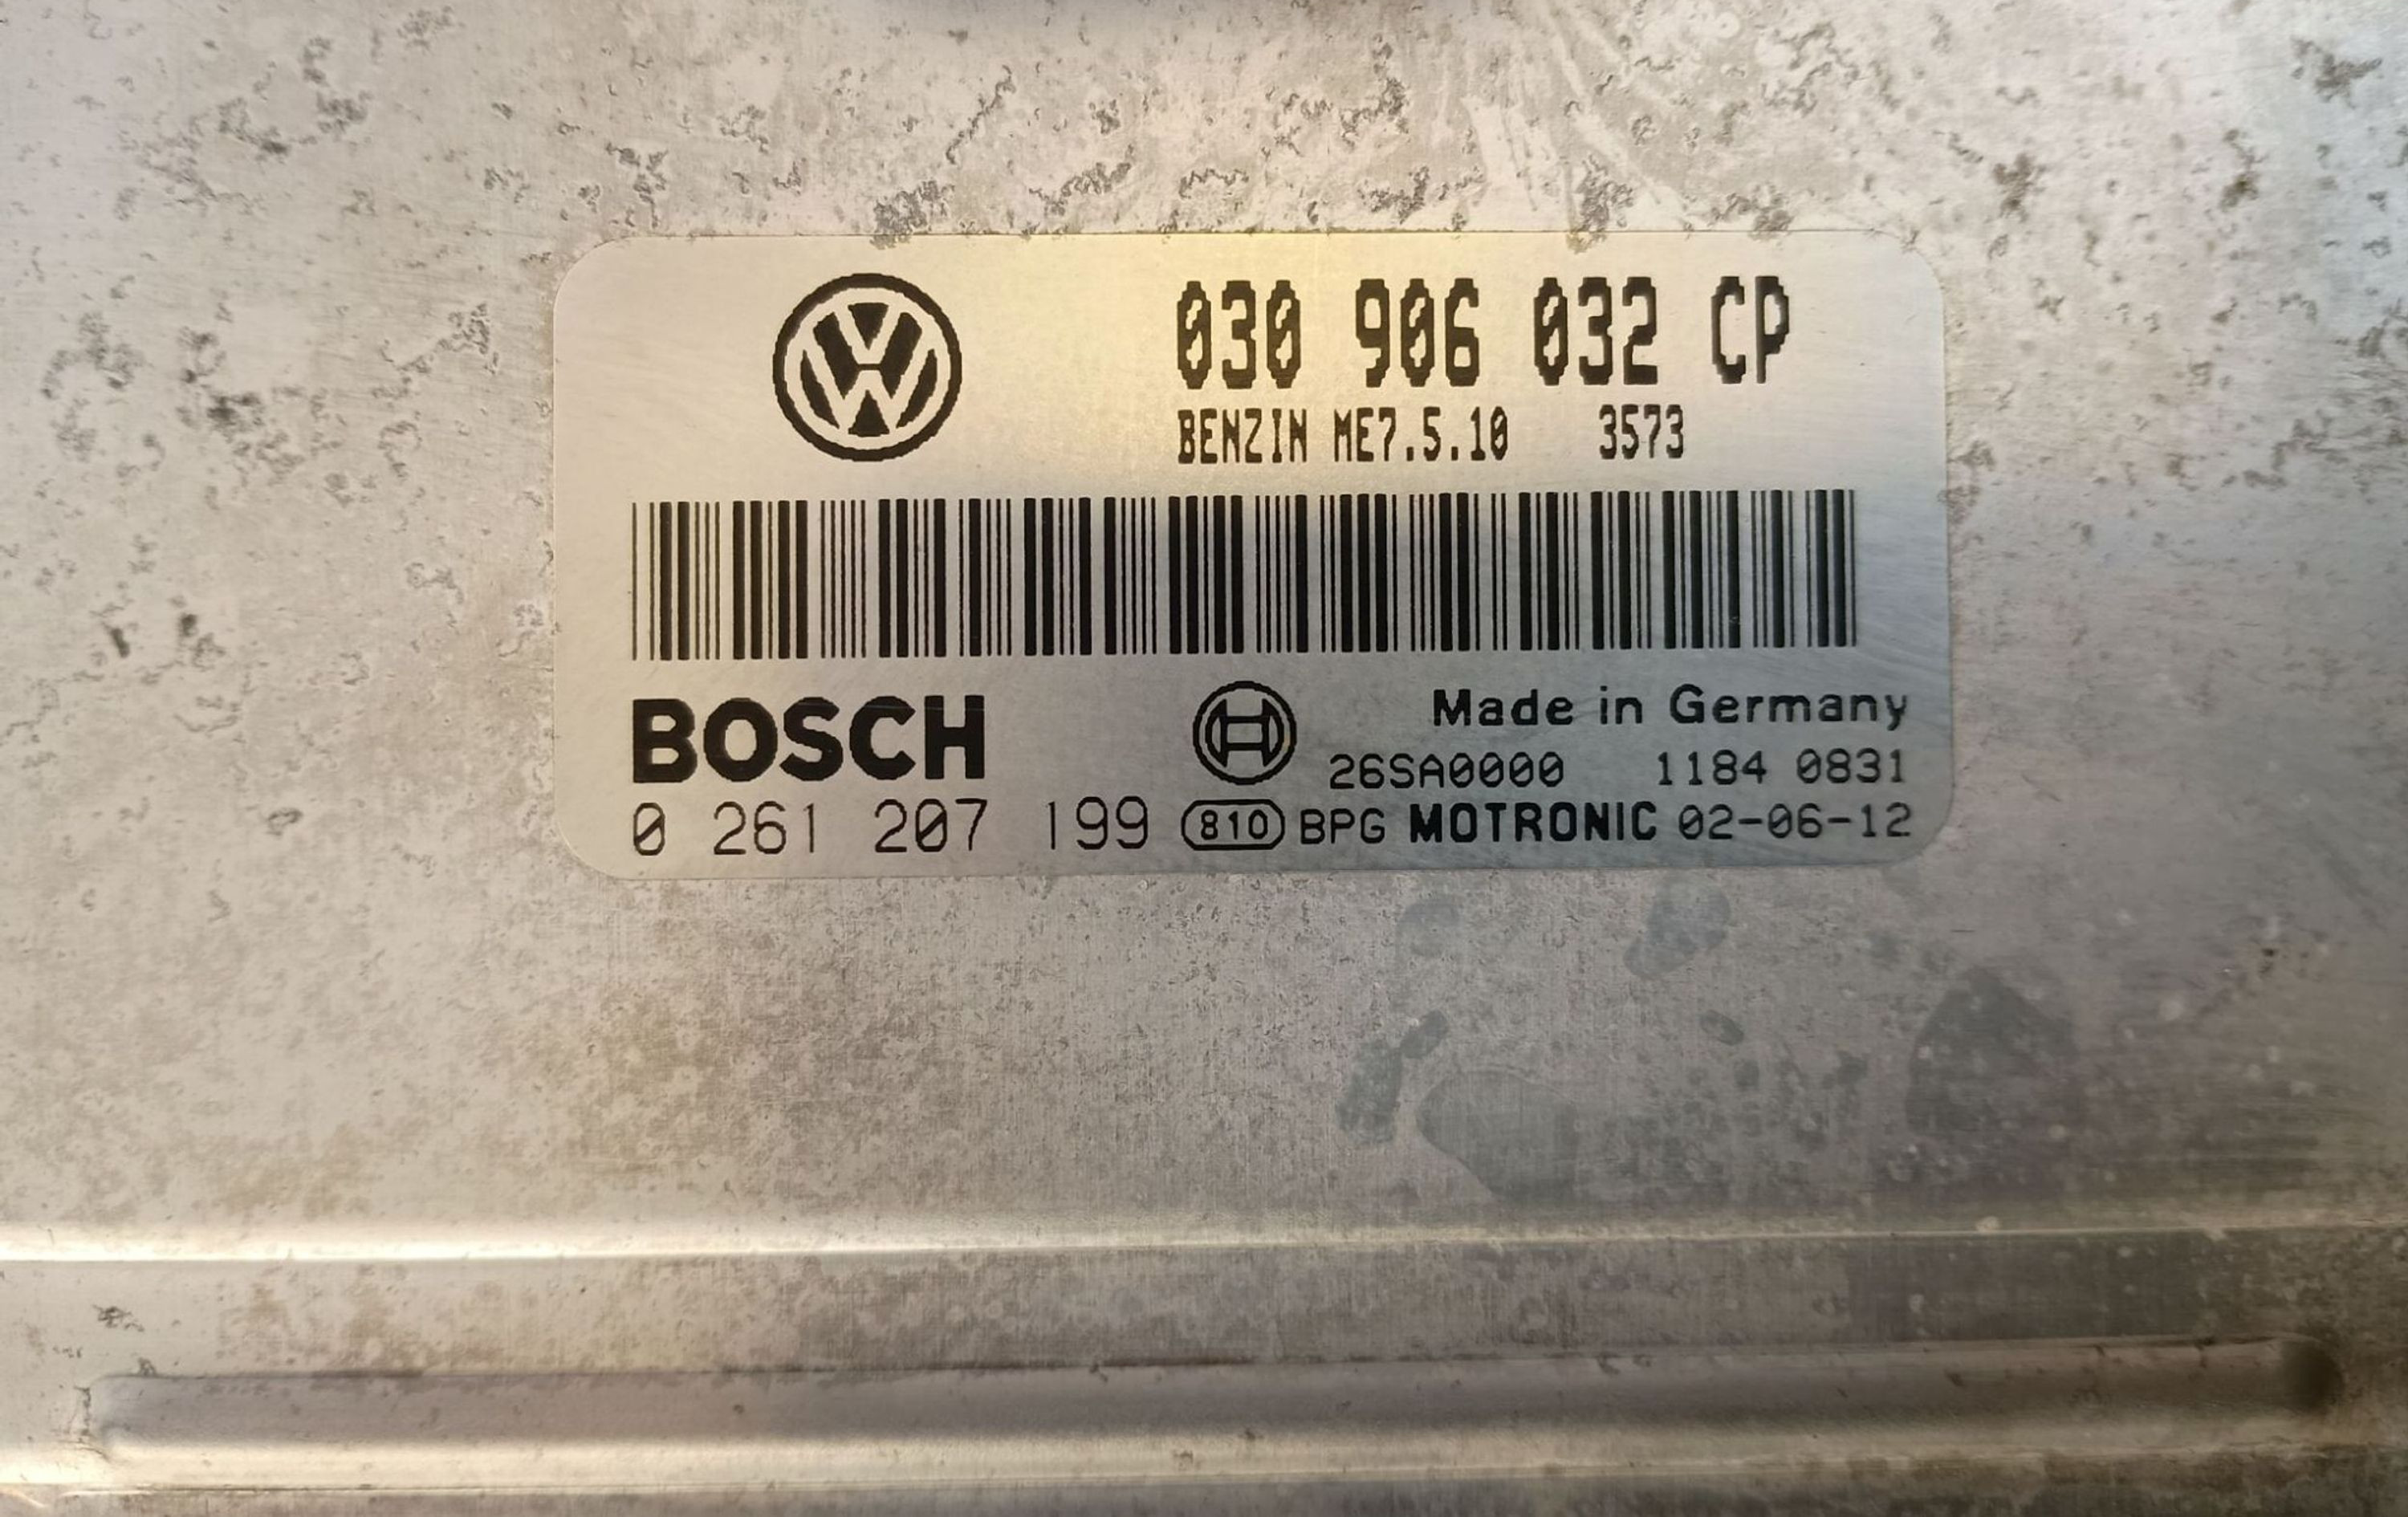 030 906 032 CP
BENZIN ME7.5.10 3573
BOSCH
Made in Germany
26SA0000 1184 0831
0 261 207 199 810 BPG MOTRONIC 02-06-12